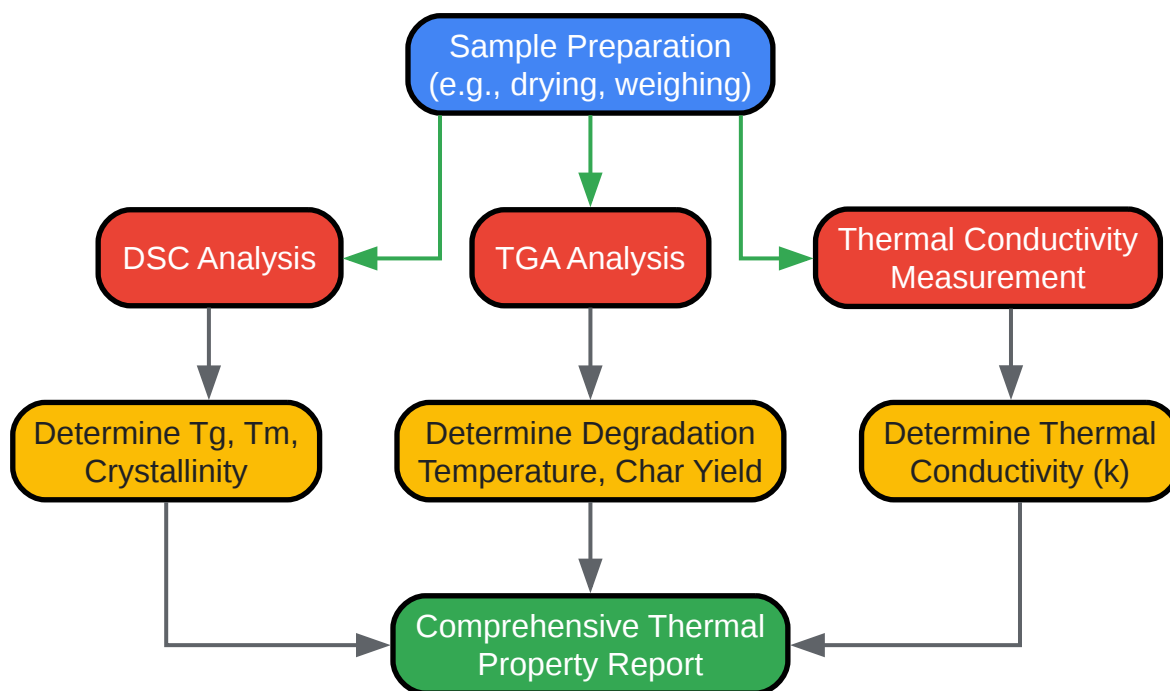 Sample Preparation
(e.g., drying, weighing)
DSC Analysis
TGA Analysis
Thermal Conductivity
Measurement
Determine Tg, Tm,
Crystallinity
Determine Degradation
Temperature, Char Yield
Determine Thermal
Conductivity (k)
Comprehensive Thermal
Property Report